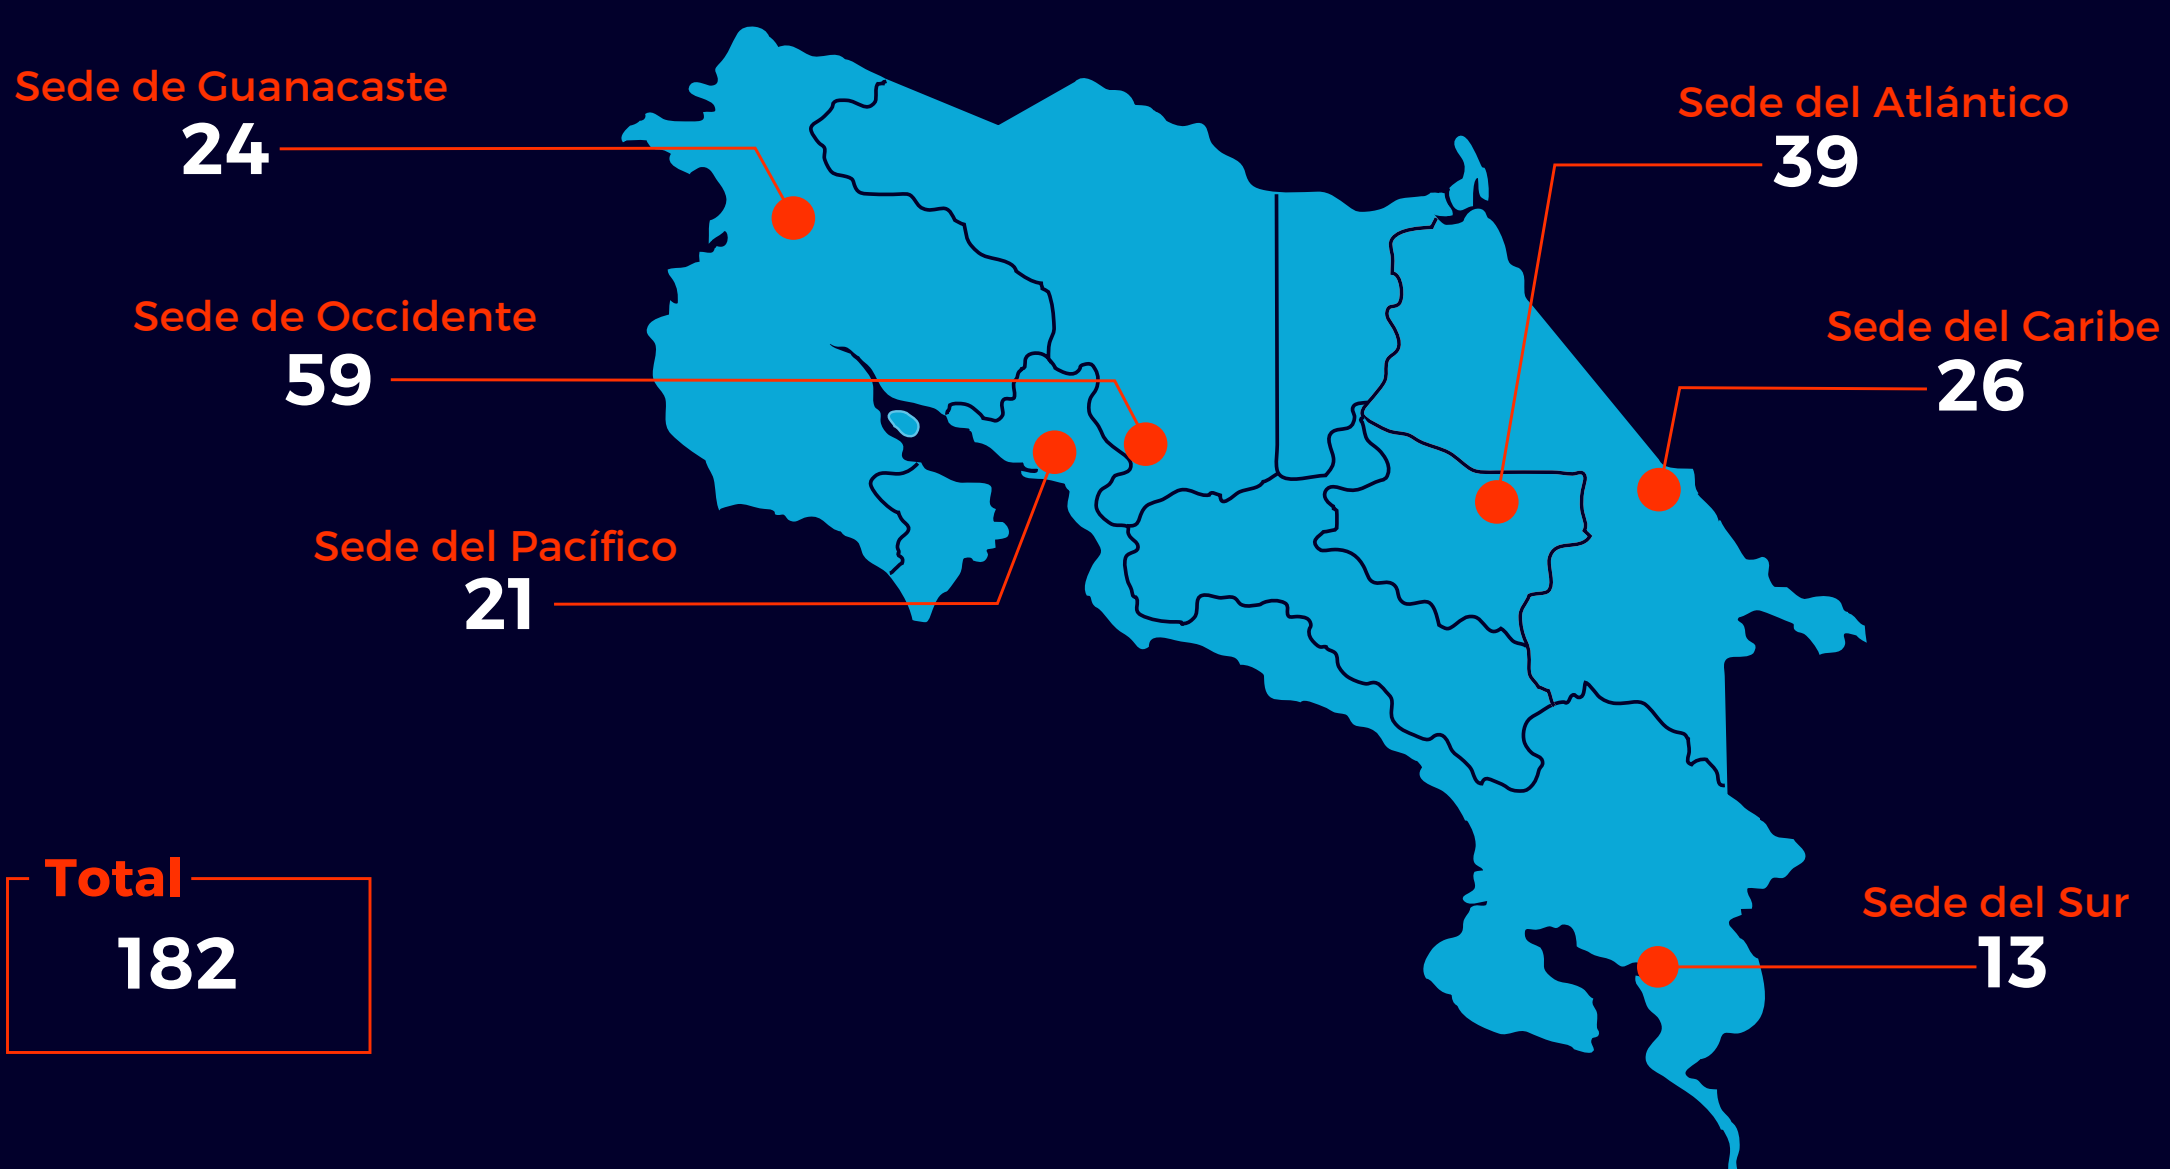 Sede de Guanacaste
24
Sede del Atlántico
39
Sede de Occidente
59
Sede del Caribe
26
Sede del Pacífico
21
Total
182
Sede del Sur
13